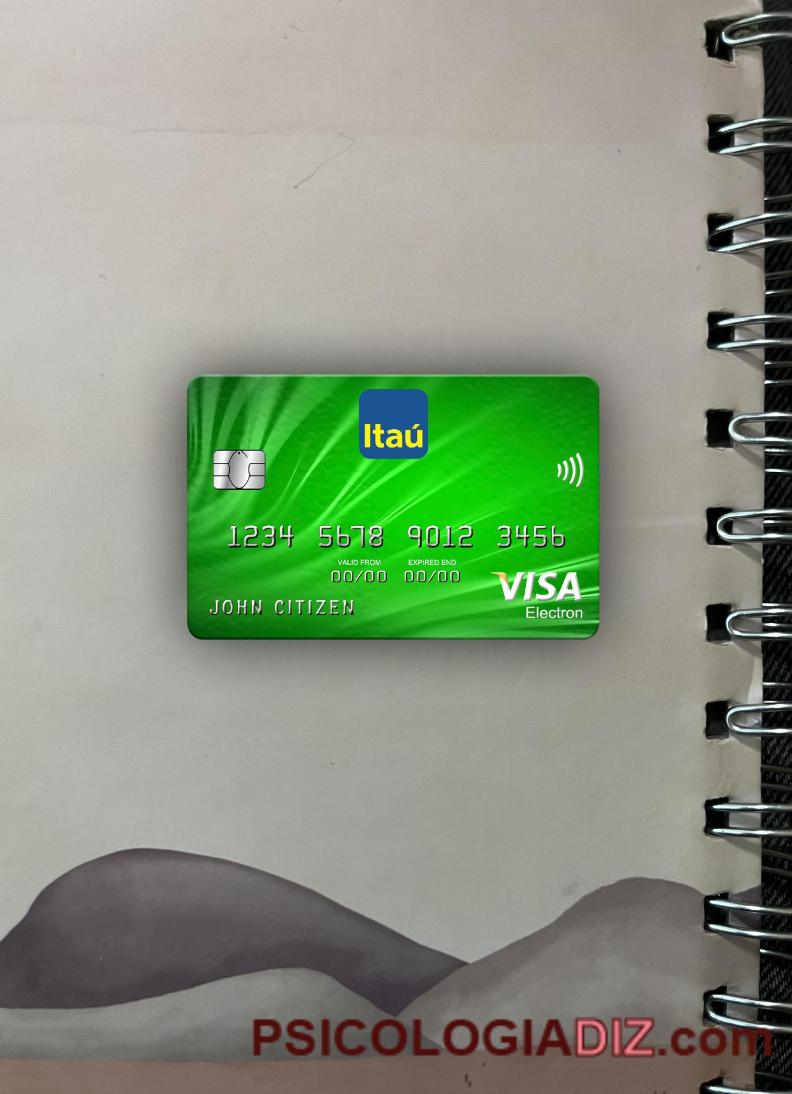 Itaú
1234 5678 9012 3456
VALID FROM EXPIRED END
00/00 00/00
JOHN CITIZEN
VISA
Electron
PSICOLOGIADIZ.com